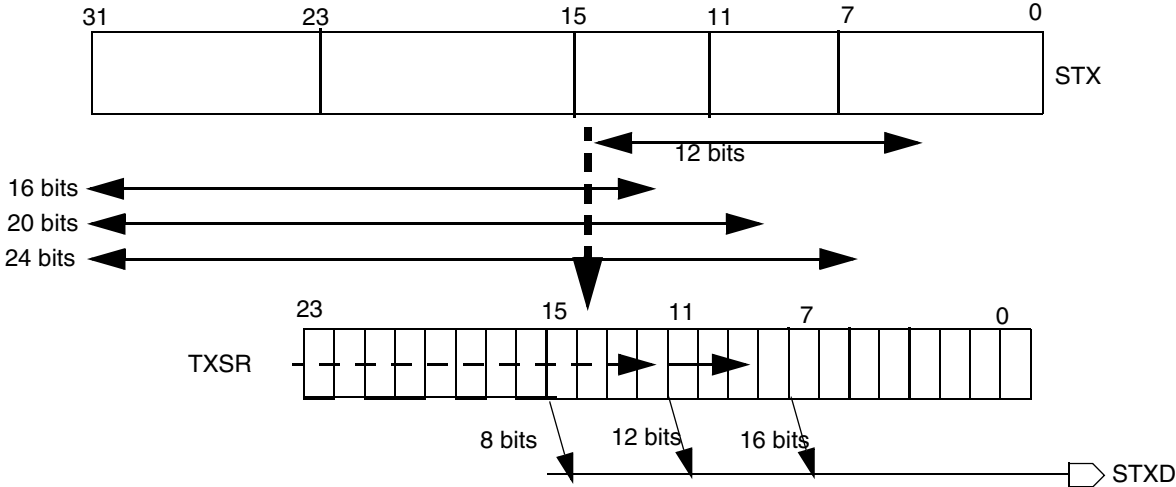 31 23 15 11 7 0
STX
12 bits
16 bits
20 bits
24 bits
23 15 11 7 0
TXSR
8 bits 12 bits 16 bits
STXD